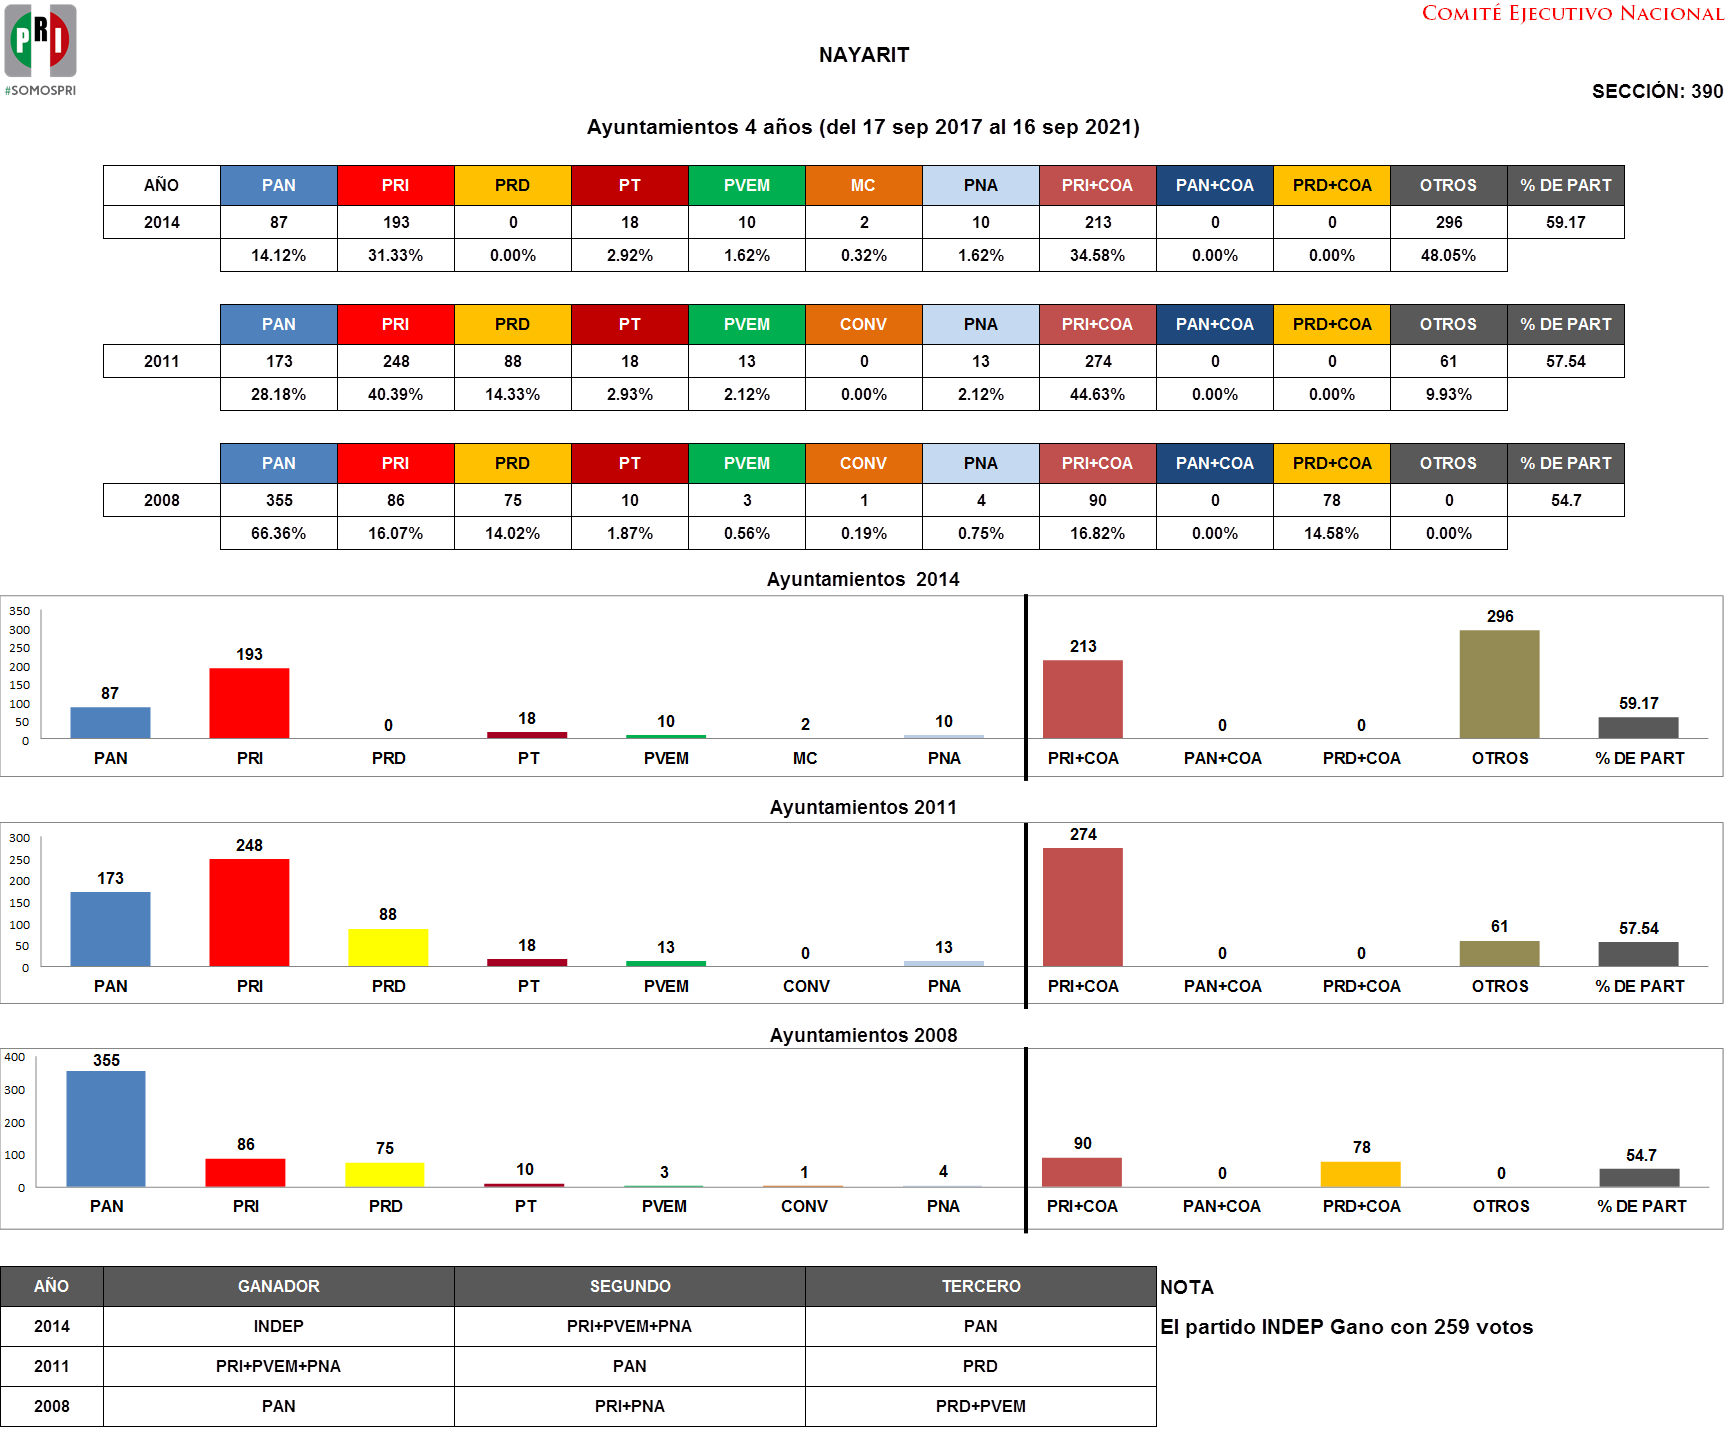 PRI
#SOMOSPRI
COMITÉ EJECUTIVO NACIONAL
NAYARIT
SECCIÓN: 390
Ayuntamientos 4 años (del 17 sep 2017 al 16 sep 2021)
AÑO PAN PRI PRD PT PVEM MC PNA PRI+COA PAN+COA PRD+COA OTROS % DE PART
2014 87 193 0 18 10 2 10 213 0 0 296 59.17
14.12% 31.33% 0.00% 2.92% 1.62% 0.32% 1.62% 34.58% 0.00% 0.00% 48.05%
PAN PRI PRD PT PVEM CONV PNA PRI+COA PAN+COA PRD+COA OTROS % DE PART
2011 173 248 88 18 13 0 13 274 0 0 61 57.54
28.18% 40.39% 14.33% 2.93% 2.12% 0.00% 2.12% 44.63% 0.00% 0.00% 9.93%
PAN PRI PRD PT PVEM CONV PNA PRI+COA PAN+COA PRD+COA OTROS % DE PART
2008 355 86 75 10 3 1 4 90 0 78 0 54.7
66.36% 16.07% 14.02% 1.87% 0.56% 0.19% 0.75% 16.82% 0.00% 14.58% 0.00%
Ayuntamientos 2014
350
300
250
200
150
100
50
0
87 193 0 18 10 2 10 213 0 0 296 59.17
PAN PRI PRD PT PVEM MC PNA PRI+COA PAN+COA PRD+COA OTROS % DE PART
Ayuntamientos 2011
300
250
200
150
100
50
0
173 248 88 18 13 0 13 274 0 0 61 57.54
PAN PRI PRD PT PVEM CONV PNA PRI+COA PAN+COA PRD+COA OTROS % DE PART
Ayuntamientos 2008
400
300
200
100
0
355 86 75 10 3 1 4 90 0 78 0 54.7
PAN PRI PRD PT PVEM CONV PNA PRI+COA PAN+COA PRD+COA OTROS % DE PART
AÑO GANADOR SEGUNDO TERCERO NOTA
2014 INDEP PRI+PVEM+PNA PAN El partido INDEP Gano con 259 votos
2011 PRI+PVEM+PNA PAN PRD
2008 PAN PRI+PNA PRD+PVEM